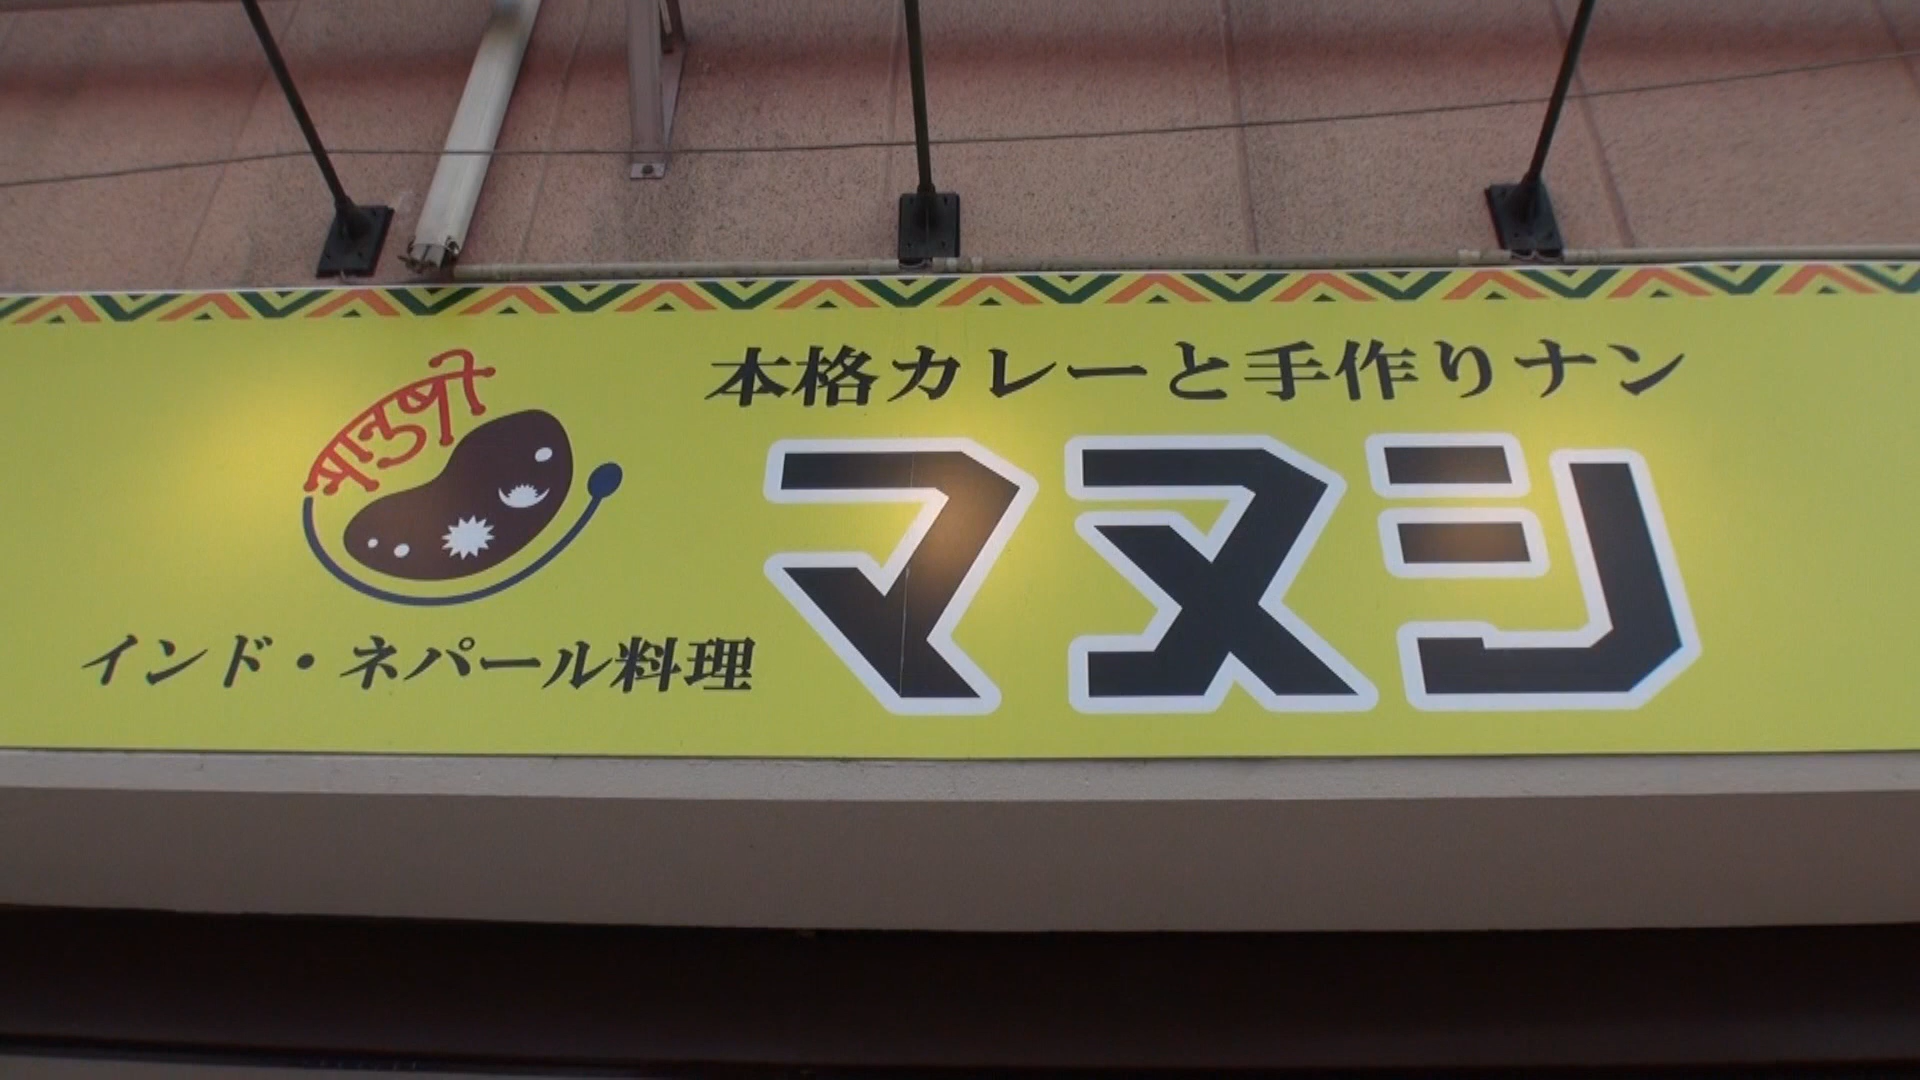 本格カレーと手作りナン
मानुषी
マヌシ
インド・ネパール料理